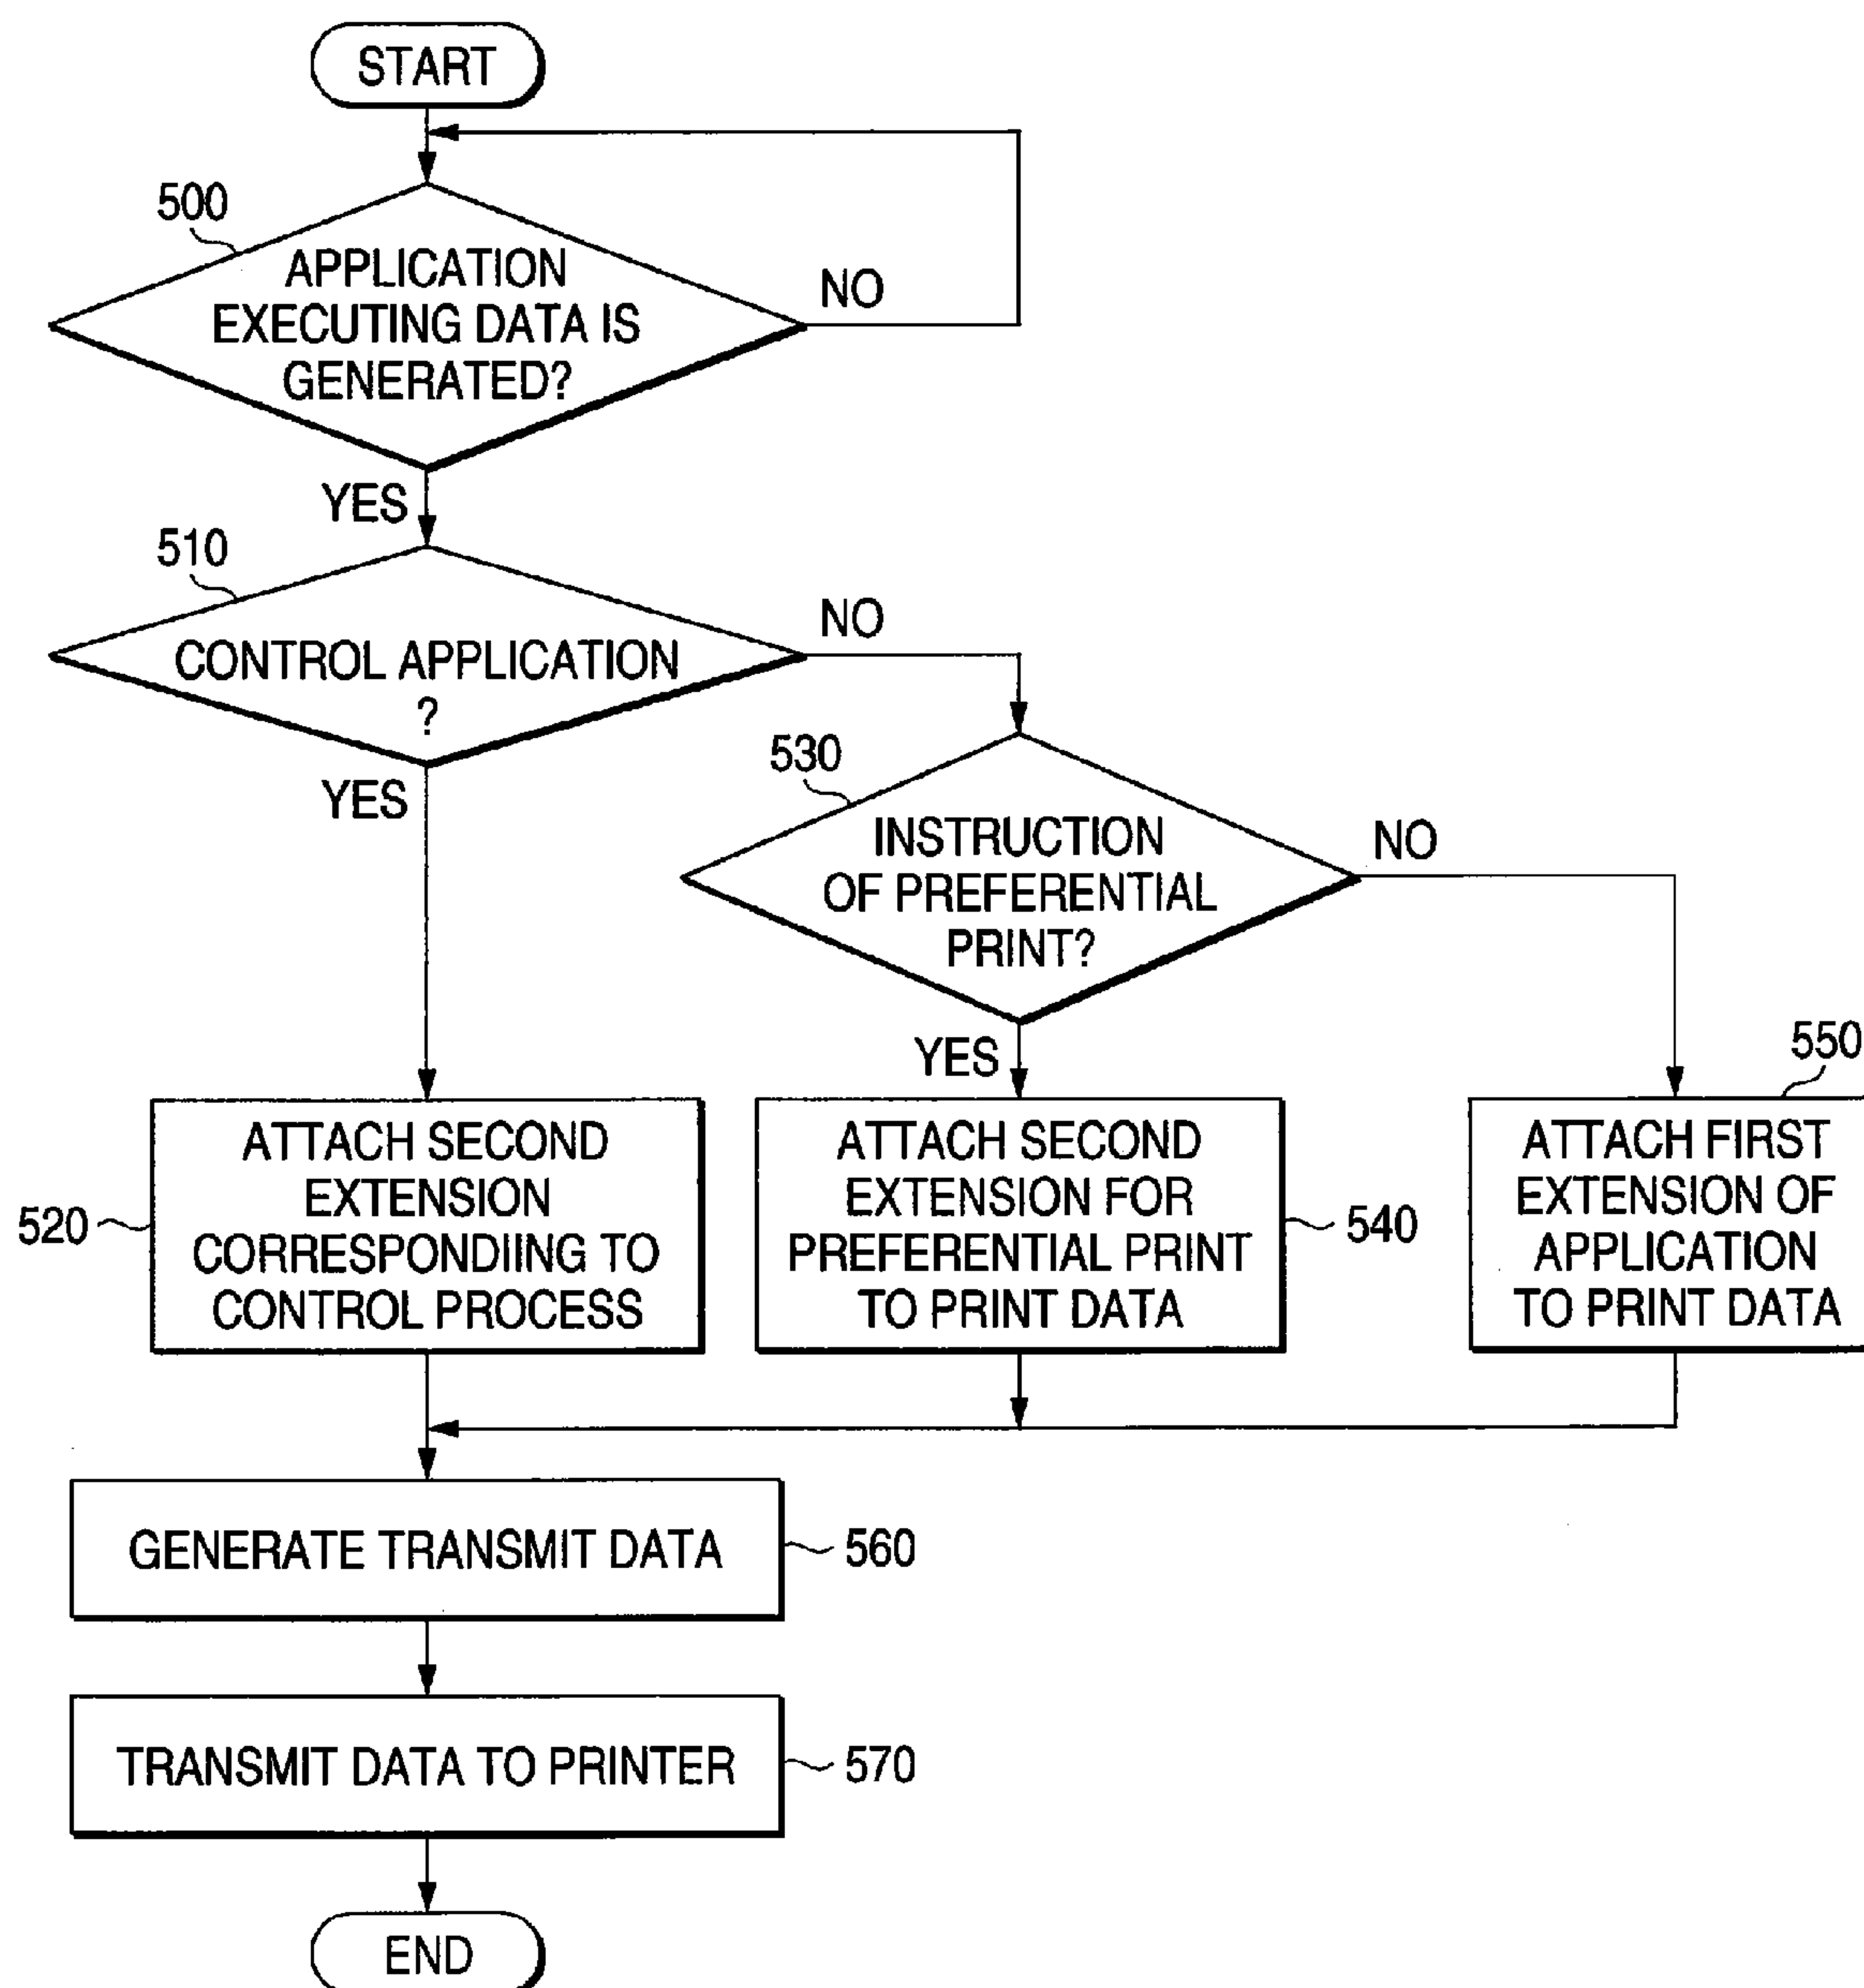 START
500
APPLICATION
EXECUTING DATA IS
GENERATED?
NO
YES
510
CONTROL APPLICATION
?
NO
YES
530
INSTRUCTION
OF PREFERENTIAL
PRINT?
NO
YES
520
ATTACH SECOND
EXTENSION
CORRESPONDIING TO
CONTROL PROCESS
ATTACH SECOND
EXTENSION FOR
PREFERENTIAL PRINT
TO PRINT DATA
540
550
ATTACH FIRST
EXTENSION OF
APPLICATION
TO PRINT DATA
GENERATE TRANSMIT DATA
560
TRANSMIT DATA TO PRINTER
570
END